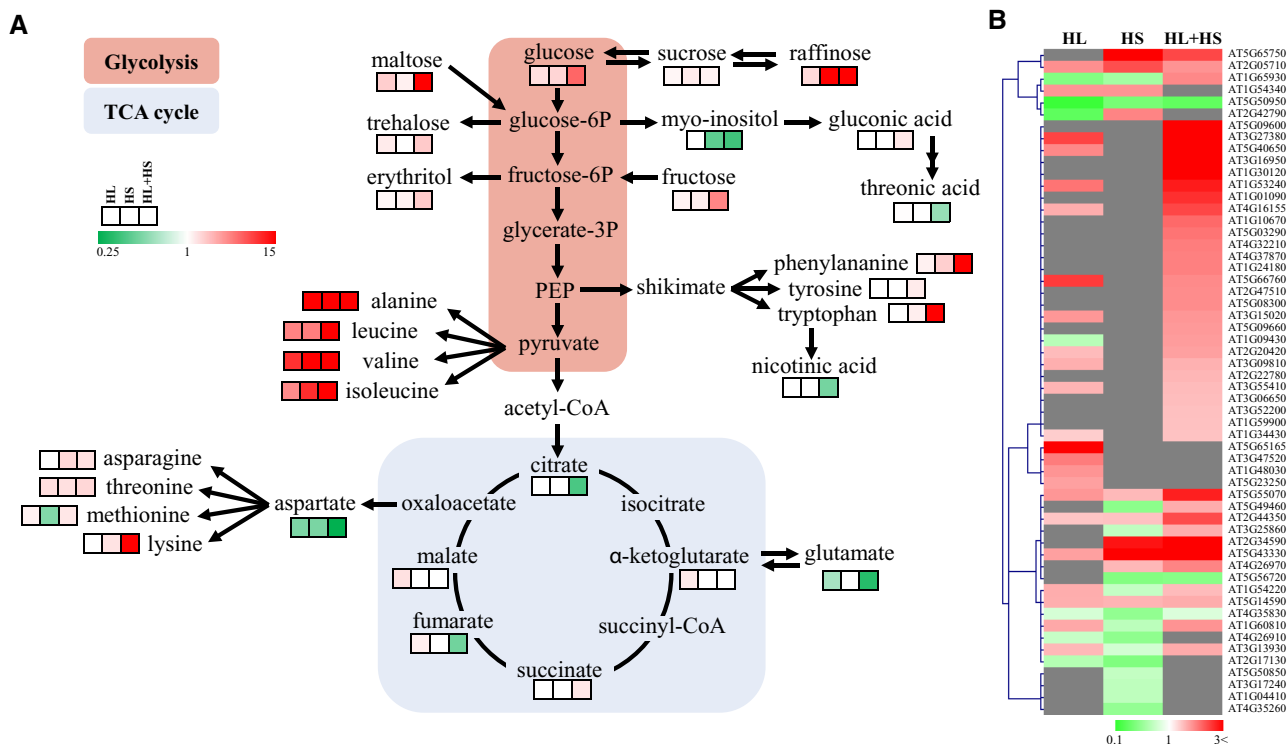 A
Glycolysis
TCA cycle
HL
HS
HL+HS
0.25
1
15
glucose
sucrose
raffinose
maltose
trehalose
glucose-6P
myo-inositol
gluconic acid
erythritol
fructose-6P
fructose
threonic acid
glycerate-3P
PEP
shikimate
phenylananine
tyrosine
tryptophan
nicotinic acid
alanine
leucine
valine
isoleucine
pyruvate
acetyl-CoA
citrate
oxaloacetate
isocitrate
asparagine
threonine
methionine
lysine
aspartate
malate
α-ketoglutarate
glutamate
fumarate
succinyl-CoA
succinate
B
HL HS HL+HS
AT5G65750
AT2G05710
AT1G65930
AT1G54340
AT5G50950
AT2G42790
AT5G09600
AT3G27380
AT5G40650
AT3G16950
AT1G30120
AT1G53240
AT1G01090
AT4G16155
AT1G10670
AT5G03290
AT4G32210
AT4G37870
AT1G24180
AT5G66760
AT2G47510
AT5G08300
AT3G15020
AT5G09660
AT1G09430
AT2G20420
AT3G09810
AT2G22780
AT3G55410
AT3G06650
AT3G52200
AT1G59900
AT1G34430
AT5G65165
AT3G47520
AT1G48030
AT5G23250
AT5G55070
AT5G49460
AT2G44350
AT3G25860
AT2G34590
AT5G43330
AT4G26970
AT5G56720
AT1G54220
AT5G14590
AT4G35830
AT1G60810
AT4G26910
AT3G13930
AT2G17130
AT5G50850
AT3G17240
AT1G04410
AT4G35260
0.1
1
3<